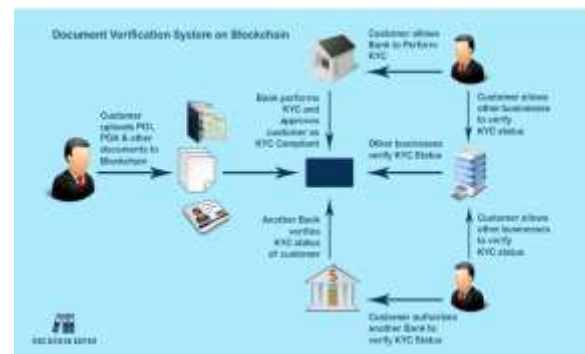 Document Verification System on Blockchain
Customer allows
Bank to Perform
KYC
Bank performs
KYC and
approves
customer as
KYC Compliant
Customer allows
other businesses
to verify
KYC status
Customer
uploads POI,
POA & other
documents to
Blockchain
Other businesses
verify KYC Status
Another Bank
verifies
KYC status
of customer
Customer allows
other businesses
to verify
KYC status
Customer authorizes
another Bank to
verify KYC Status